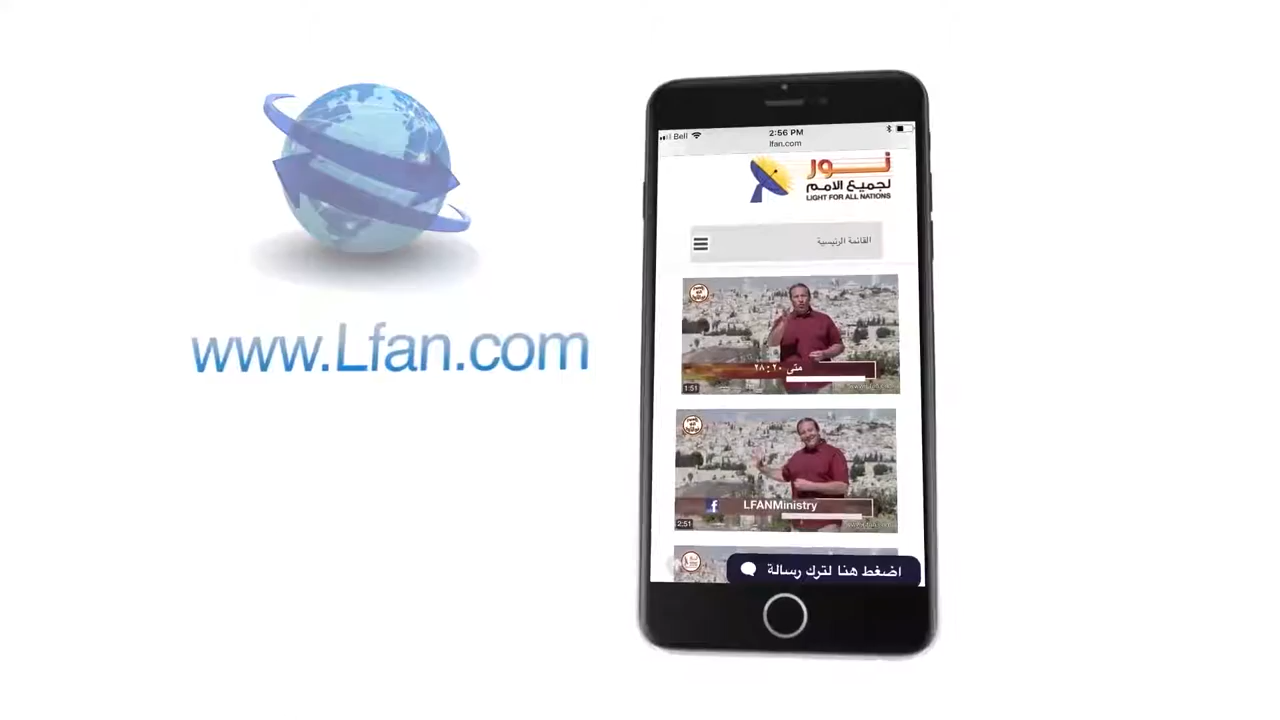 www.Lfan.com
Bell
2:56 PM
lfan.com
نور
لجميع الامم
LIGHT FOR ALL NATIONS
القائمة الرئيسية
متى ٢٠ : ٢٨
1:51
LFANMinistry
2:51
اضغط هنا لترك رسالة